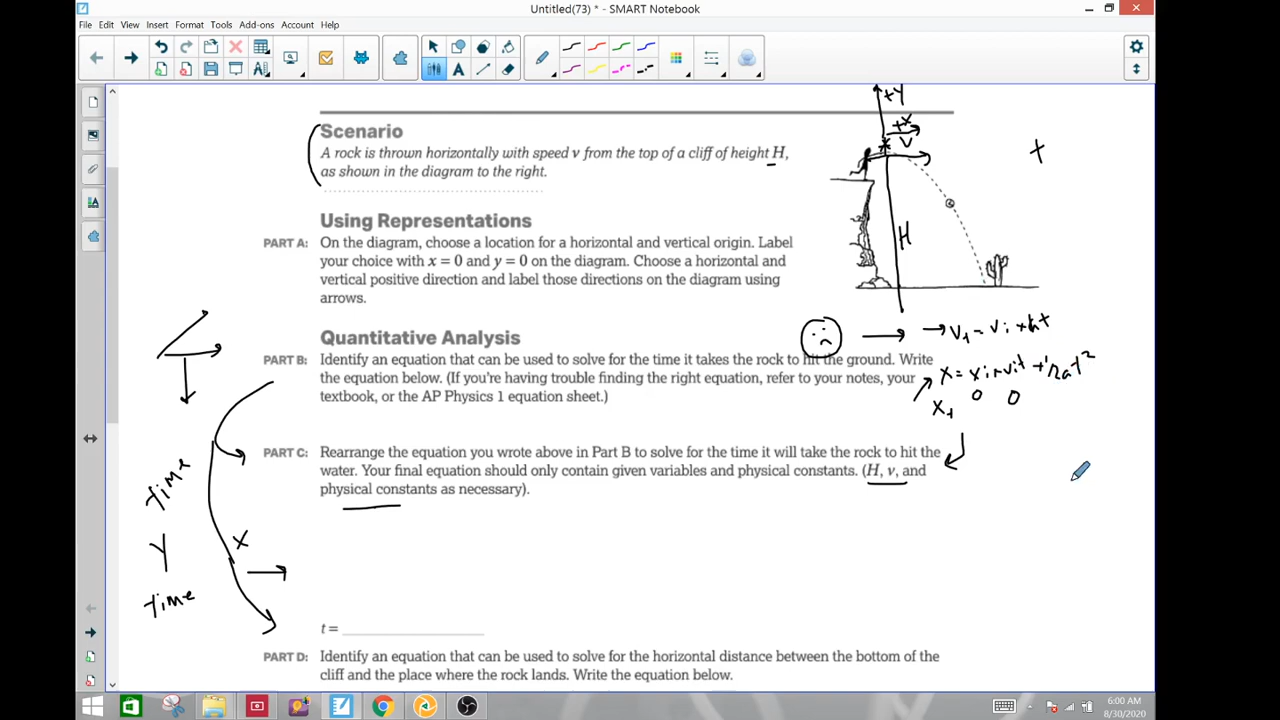 Untitled(73) * - SMART Notebook
File Edit View Insert Format Tools Add-ons Account Help
+Y
+X
Scenario
V
A rock is thrown horizontally with speed v from the top of a cliff of height H,
as shown in the diagram to the right.
+
Using Representations
H
PART A: On the diagram, choose a location for a horizontal and vertical origin. Label
your choice with x = 0 and y = 0 on the diagram. Choose a horizontal and
vertical positive direction and label those directions on the diagram using
arrows.
Quantitative Analysis
PART B: Identify an equation that can be used to solve for the time it takes the rock to hit the ground. Write
the equation below. (If you're having trouble finding the right equation, refer to your notes, your
textbook, or the AP Physics 1 equation sheet.)
x = xi + vit + 1/2at²
0 0
PART C: Rearrange the equation you wrote above in Part B to solve for the time it will take the rock to hit the
water. Your final equation should only contain given variables and physical constants. (H, v, and
physical constants as necessary).
time
Y
X
time
t =
PART D: Identify an equation that can be used to solve for the horizontal distance between the bottom of the
cliff and the place where the rock lands. Write the equation below.
6:00 AM
8/30/2020